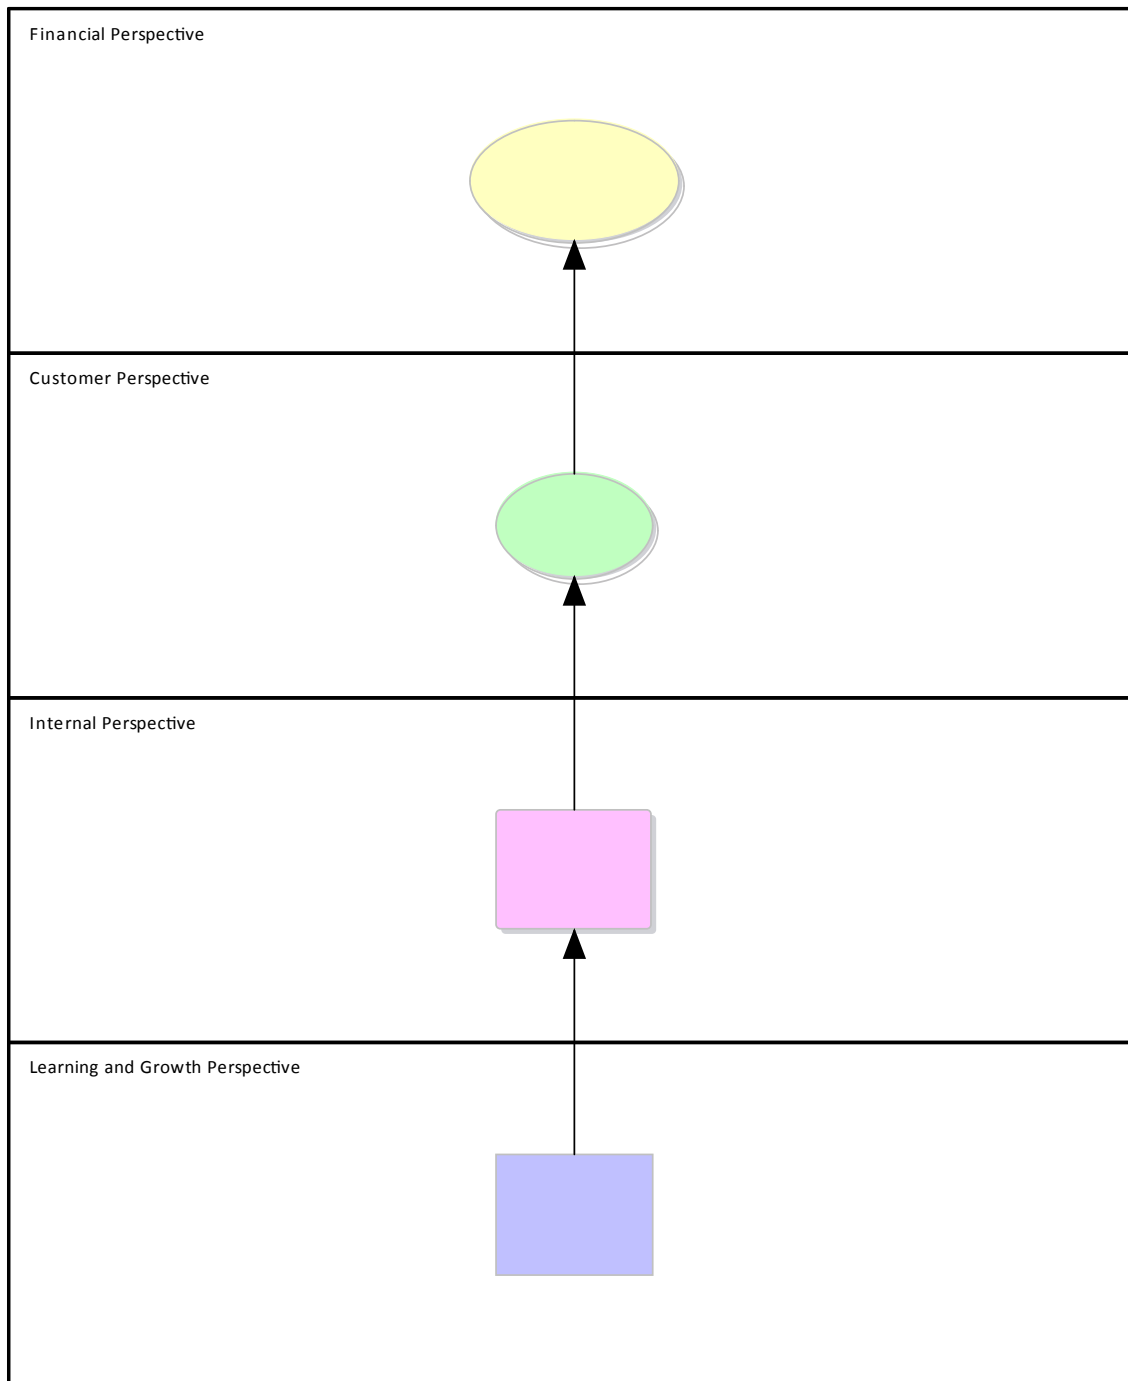 Financial Perspective
Customer Perspective
Internal Perspective
Learning and Growth Perspective